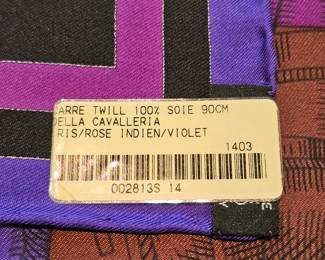 CARRE TWILL 100% SOIE 90CM
DELLA CAVALLERIA
RIS/ROSE INDIEN/VIOLET
1403
002813S 14